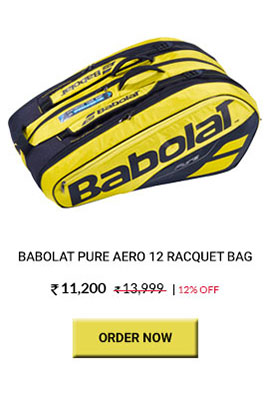 Babolat
Babolat
Babolat
BABOLAT PURE AERO 12 RACQUET BAG
₹ 11,200 ₹ 13,999 | 12% OFF
ORDER NOW